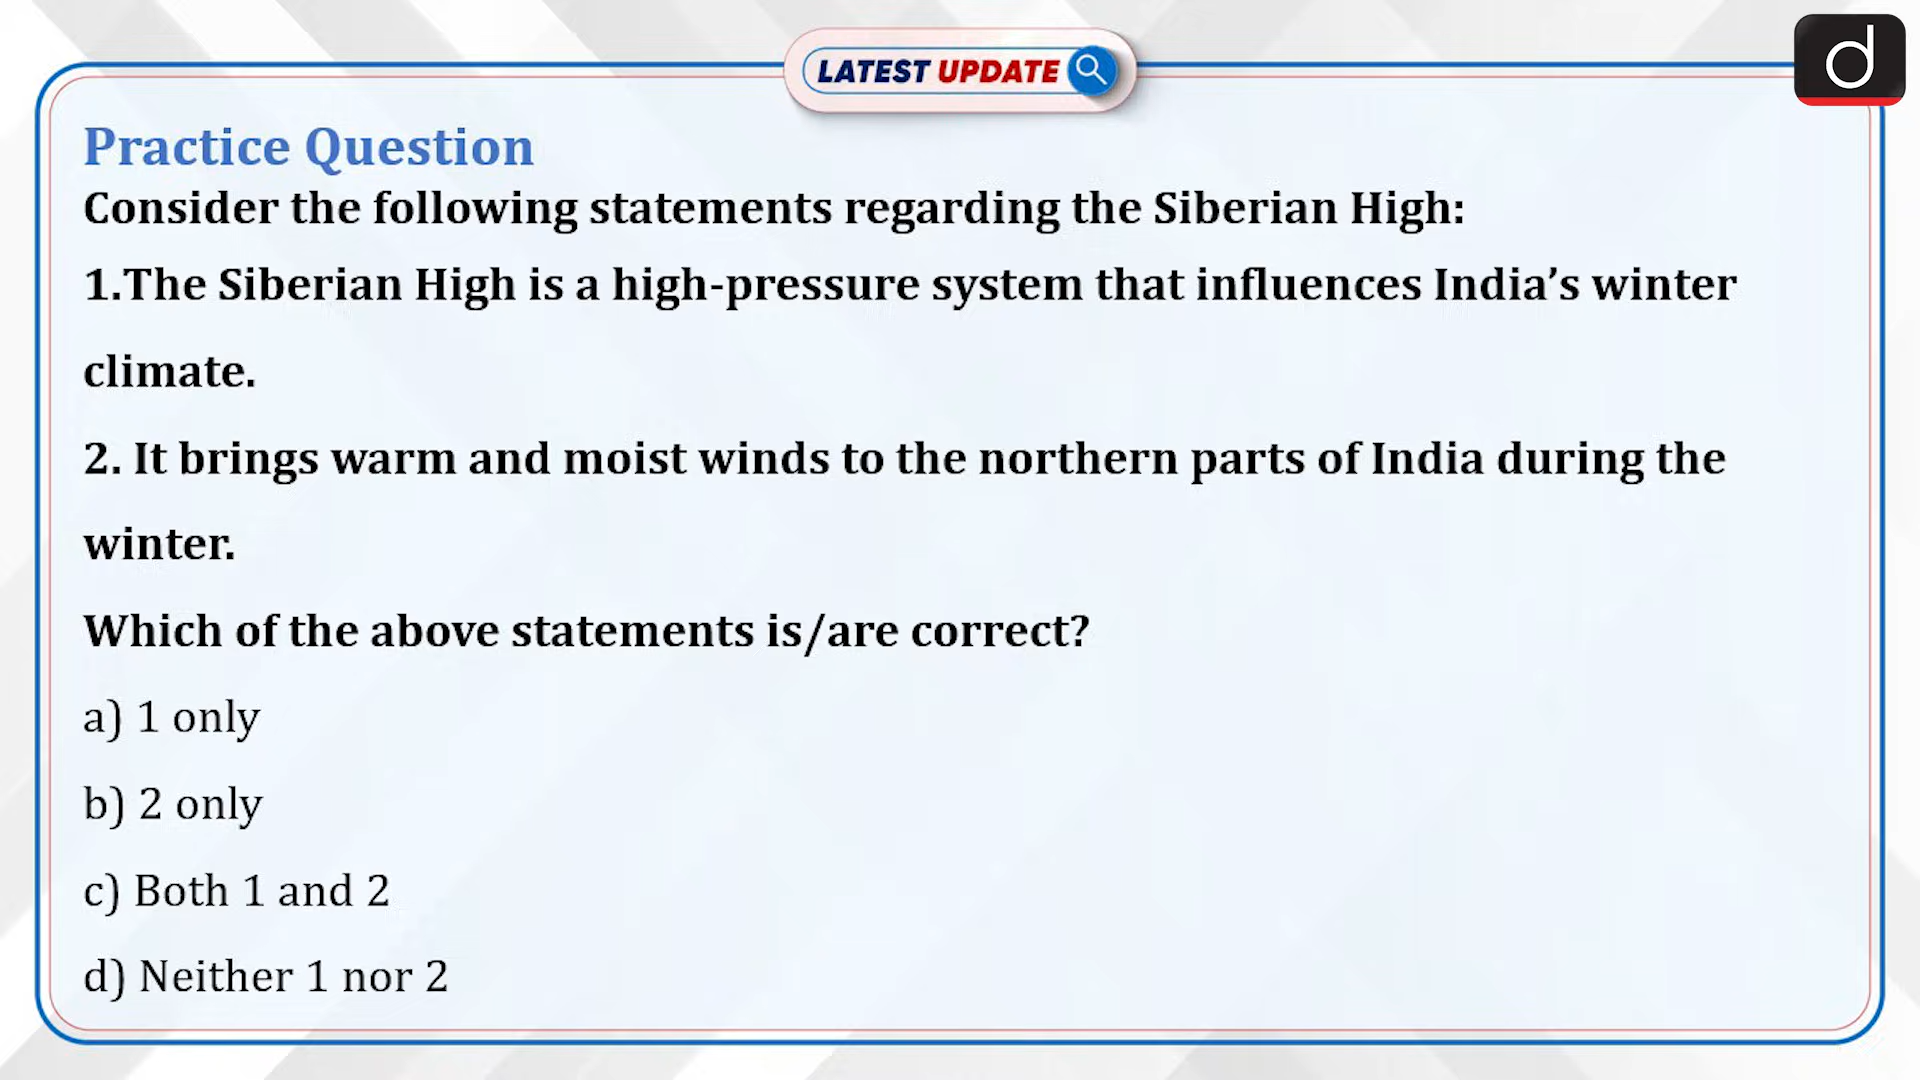 LATEST UPDATE
d
Practice Question
Consider the following statements regarding the Siberian High:
1.The Siberian High is a high-pressure system that influences India’s winter
climate.
2. It brings warm and moist winds to the northern parts of India during the
winter.
Which of the above statements is/are correct?
a) 1 only
b) 2 only
c) Both 1 and 2
d) Neither 1 nor 2